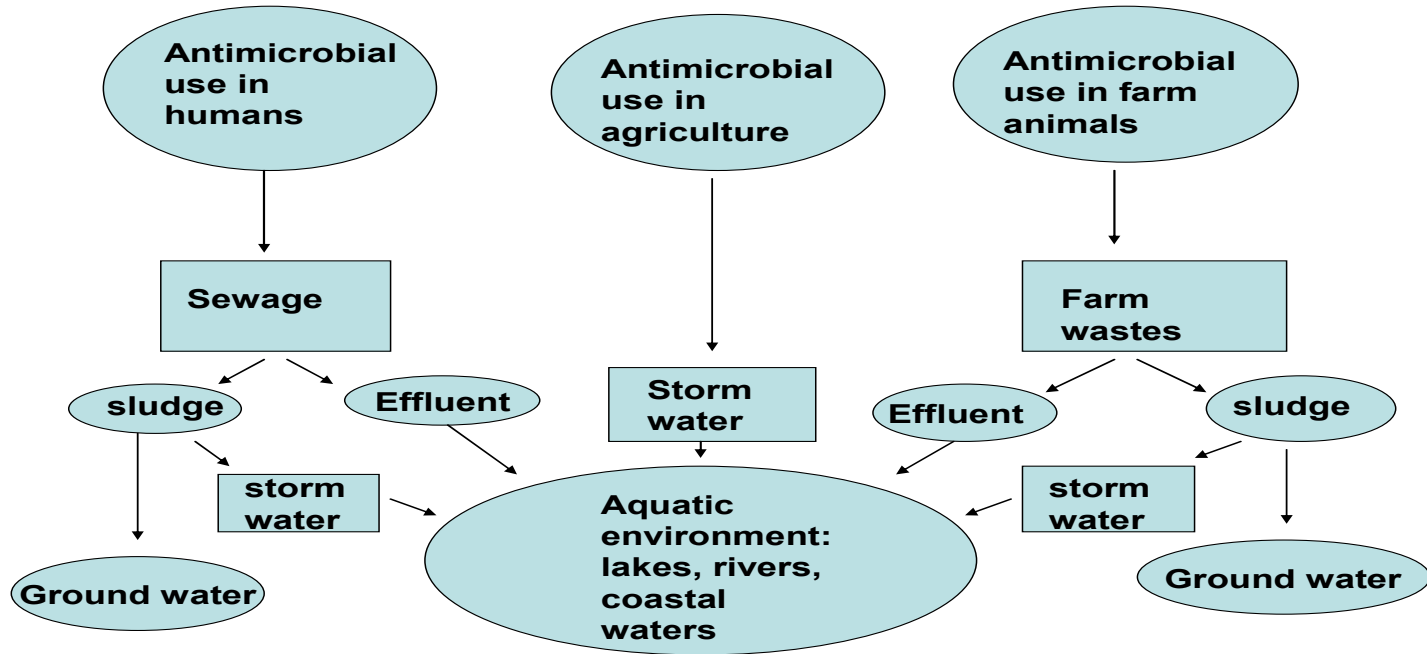 Antimicrobial
use in
humans
Antimicrobial
use in
agriculture
Antimicrobial
use in farm
animals
Sewage
Farm
wastes
sludge
Effluent
Storm
water
Effluent
sludge
storm
water
Aquatic
environment:
lakes, rivers,
coastal
waters
storm
water
Ground water
Ground water